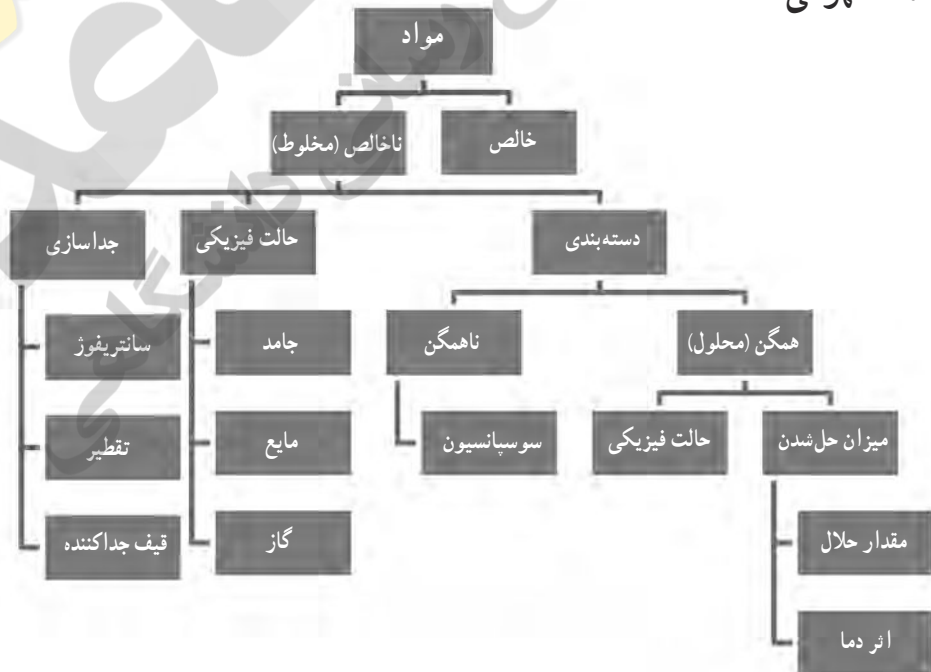 مواد
خالص
ناخالص (مخلوط)
دسته‌بندی
حالت فیزیکی
جداسازی
همگن (محلول)
ناهمگن
جامد
سانتریفوژ
میزان حل‌شدن
حالت فیزیکی
سوسپانسیون
مایع
تقطیر
مقدار حلال
گاز
قیف جداکننده
اثر دما